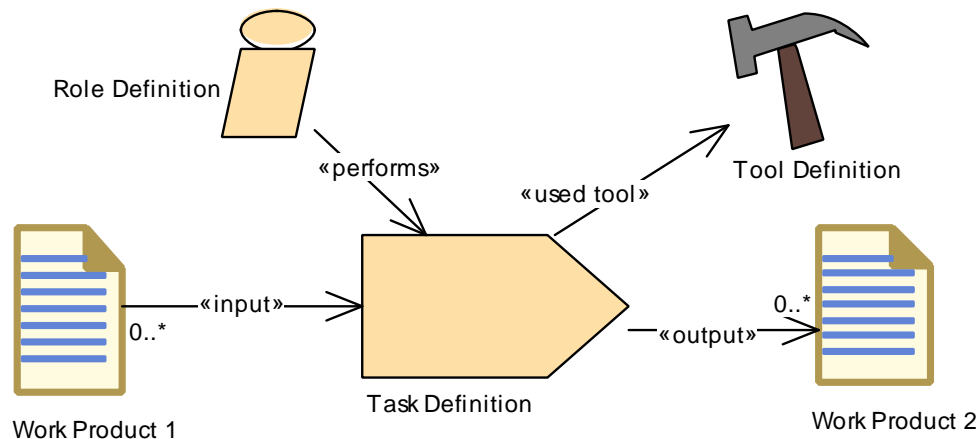 Role Definition
«performs»
«used tool»
Tool Definition
«input»
0..*
0..*
«output»
Task Definition
Work Product 1
Work Product 2